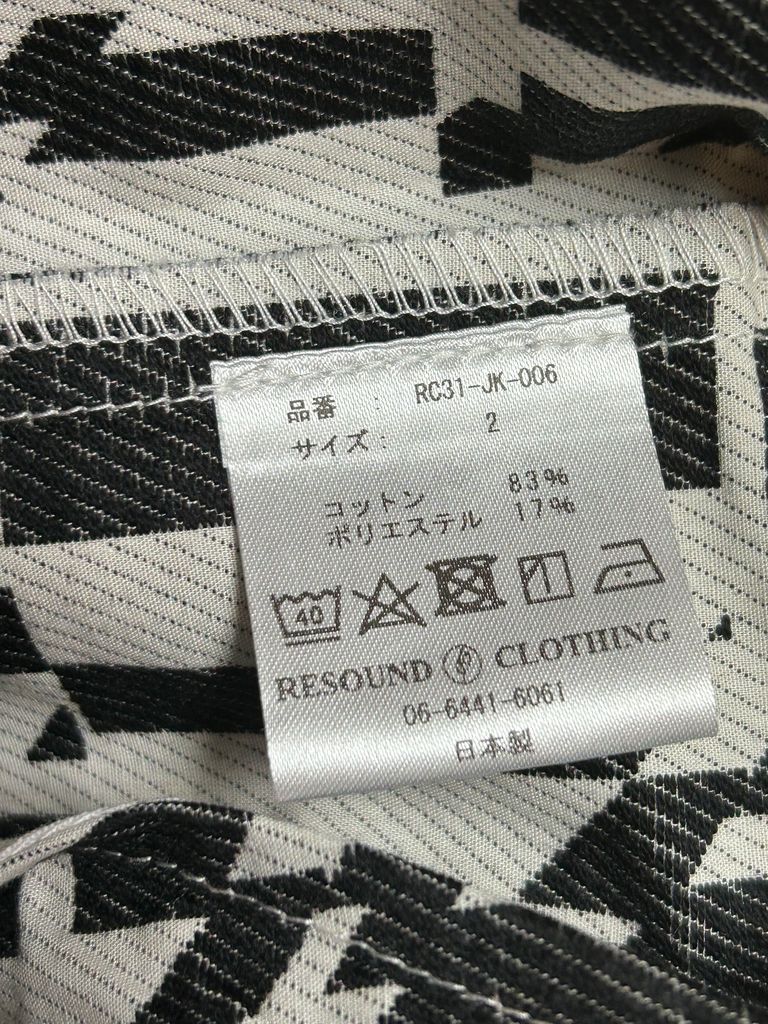 品番 : RC31-JK-006
サイズ: 2
コットン 83%
ポリエステル 17%
40
RESOUND CLOTHING
06-6441-6061
日本製